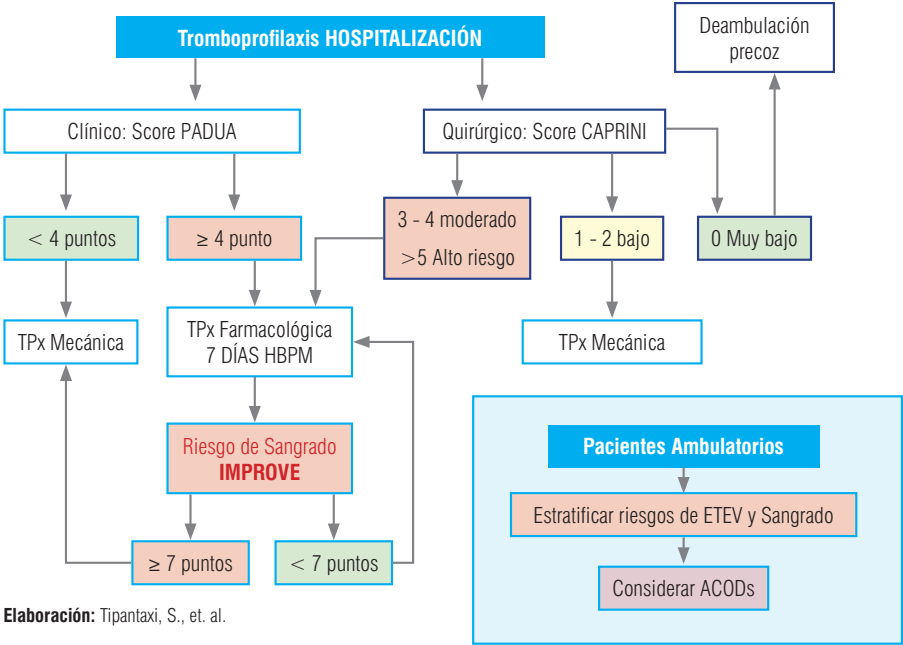 Tromboprofilaxis HOSPITALIZACIÓN
Deambulación
precoz
Clínico: Score PADUA
Quirúrgico: Score CAPRINI
< 4 puntos
≥ 4 punto
3 - 4 moderado
>5 Alto riesgo
1 - 2 bajo
0 Muy bajo
TPx Mecánica
TPx Farmacológica
7 DÍAS HBPM
TPx Mecánica
Riesgo de Sangrado
IMPROVE
≥ 7 puntos
< 7 puntos
Pacientes Ambulatorios
Estratificar riesgos de ETEV y Sangrado
Considerar ACODs
Elaboración: Tipantaxi, S., et. al.